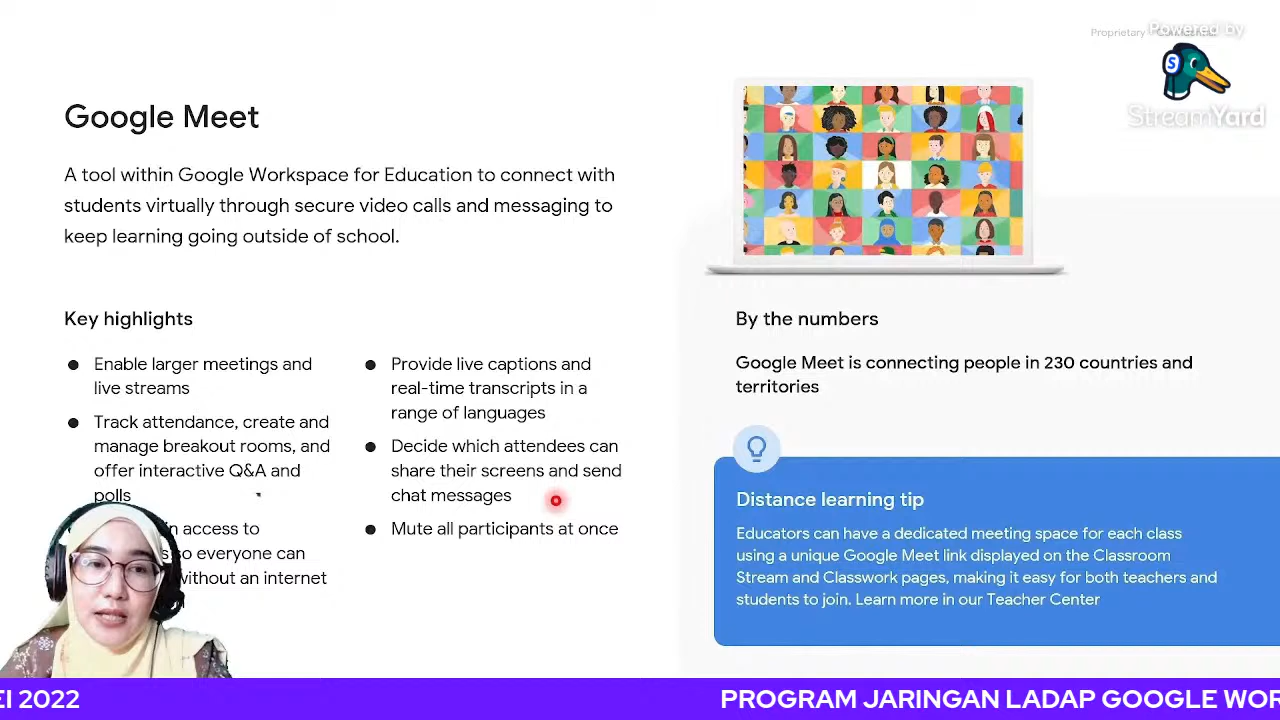 Proprietary
Powered by
StreamYard
Google Meet
A tool within Google Workspace for Education to connect with
students virtually through secure video calls and messaging to
keep learning going outside of school.
Key highlights
Enable larger meetings and
live streams
Track attendance, create and
manage breakout rooms, and
offer interactive Q&A and
polls
access to
so everyone can
without an internet
Provide live captions and
real-time transcripts in a
range of languages
Decide which attendees can
share their screens and send
chat messages
Mute all participants at once
By the numbers
Google Meet is connecting people in 230 countries and
territories
Distance learning tip
Educators can have a dedicated meeting space for each class
using a unique Google Meet link displayed on the Classroom
Stream and Classwork pages, making it easy for both teachers and
students to join. Learn more in our Teacher Center
EI 2022
PROGRAM JARINGAN LADAP GOOGLE WOR